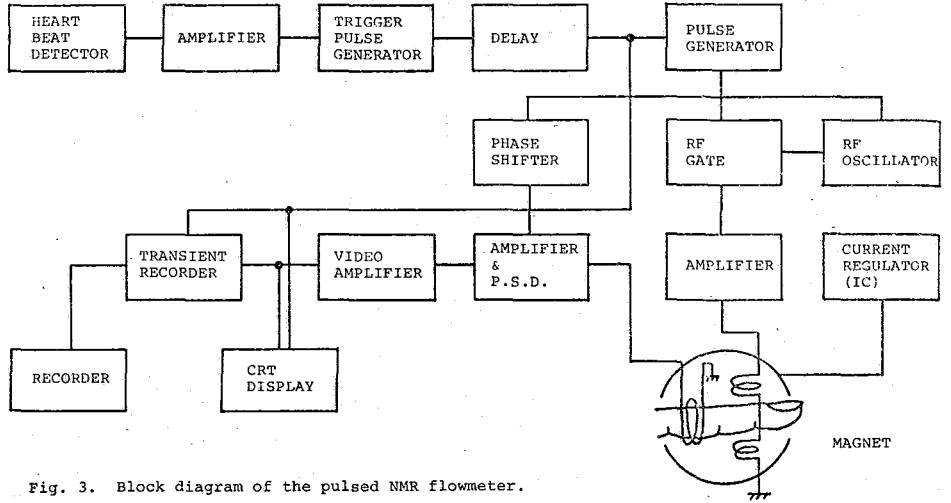 HEART
BEAT
DETECTOR
AMPLIFIER
TRIGGER
PULSE
GENERATOR
DELAY
PULSE
GENERATOR
PHASE
SHIFTER
RF
GATE
RF
OSCILLATOR
TRANSIENT
RECORDER
VIDEO
AMPLIFIER
AMPLIFIER
&
P.S.D.
AMPLIFIER
CURRENT
REGULATOR
(IC)
RECORDER
CRT
DISPLAY
MAGNET
Fig. 3. Block diagram of the pulsed NMR flowmeter.